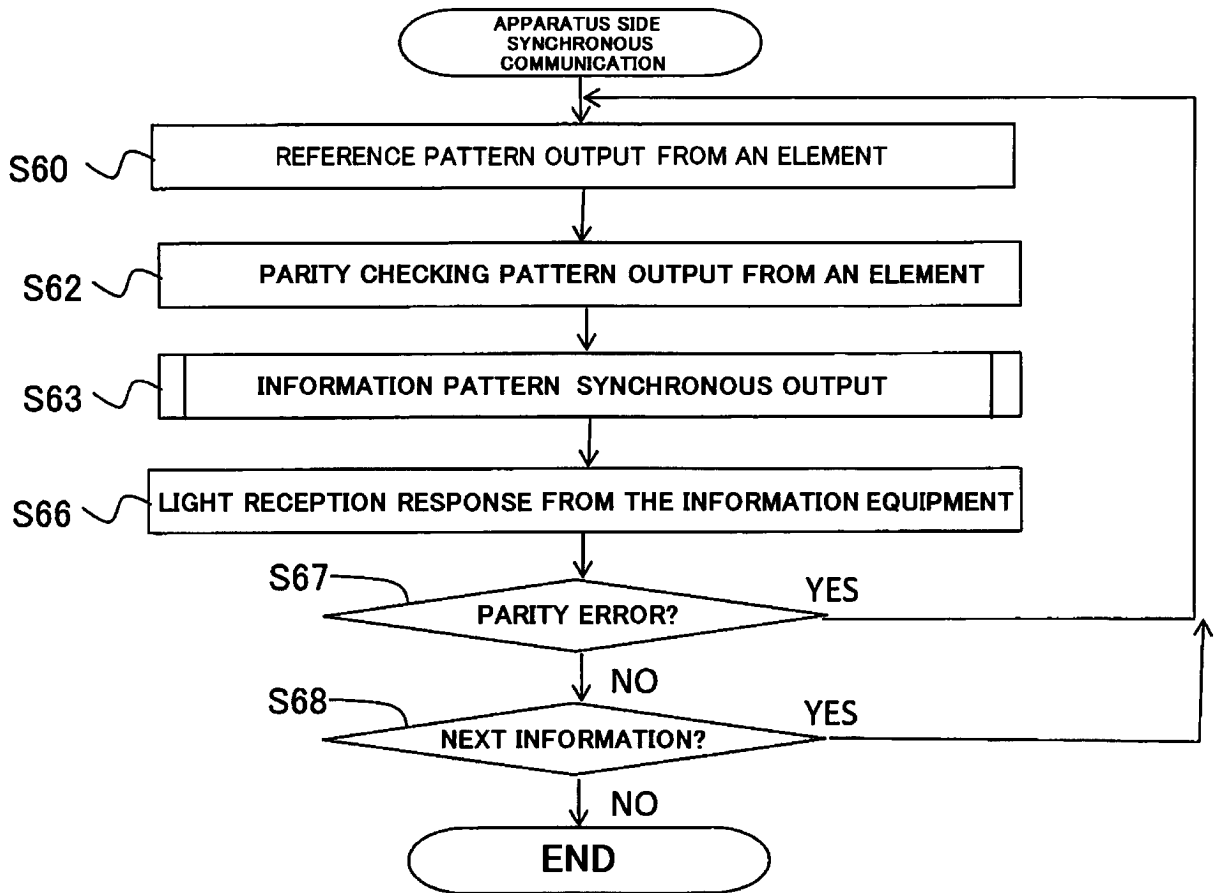 APPARATUS SIDE
SYNCHRONOUS
COMMUNICATION
S60
REFERENCE PATTERN OUTPUT FROM AN ELEMENT
S62
PARITY CHECKING PATTERN OUTPUT FROM AN ELEMENT
S63
INFORMATION PATTERN SYNCHRONOUS OUTPUT
S66
LIGHT RECEPTION RESPONSE FROM THE INFORMATION EQUIPMENT
S67
PARITY ERROR?
YES
NO
S68
NEXT INFORMATION?
YES
NO
END